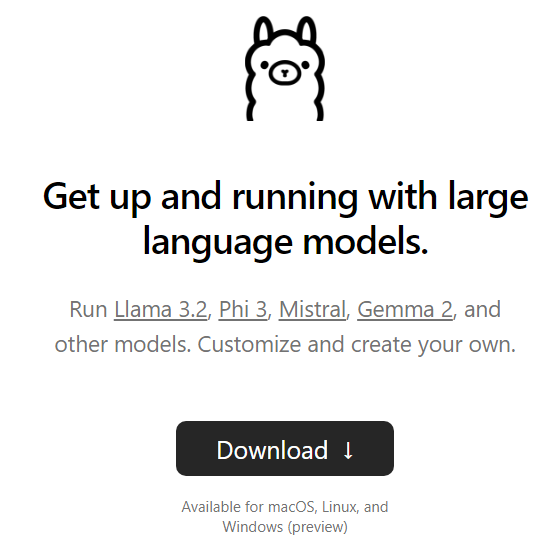 Get up and running with large
language models.
Run Llama 3.2, Phi 3, Mistral, Gemma 2, and
other models. Customize and create your own.
Download ↓
Available for macOS, Linux, and
Windows (preview)